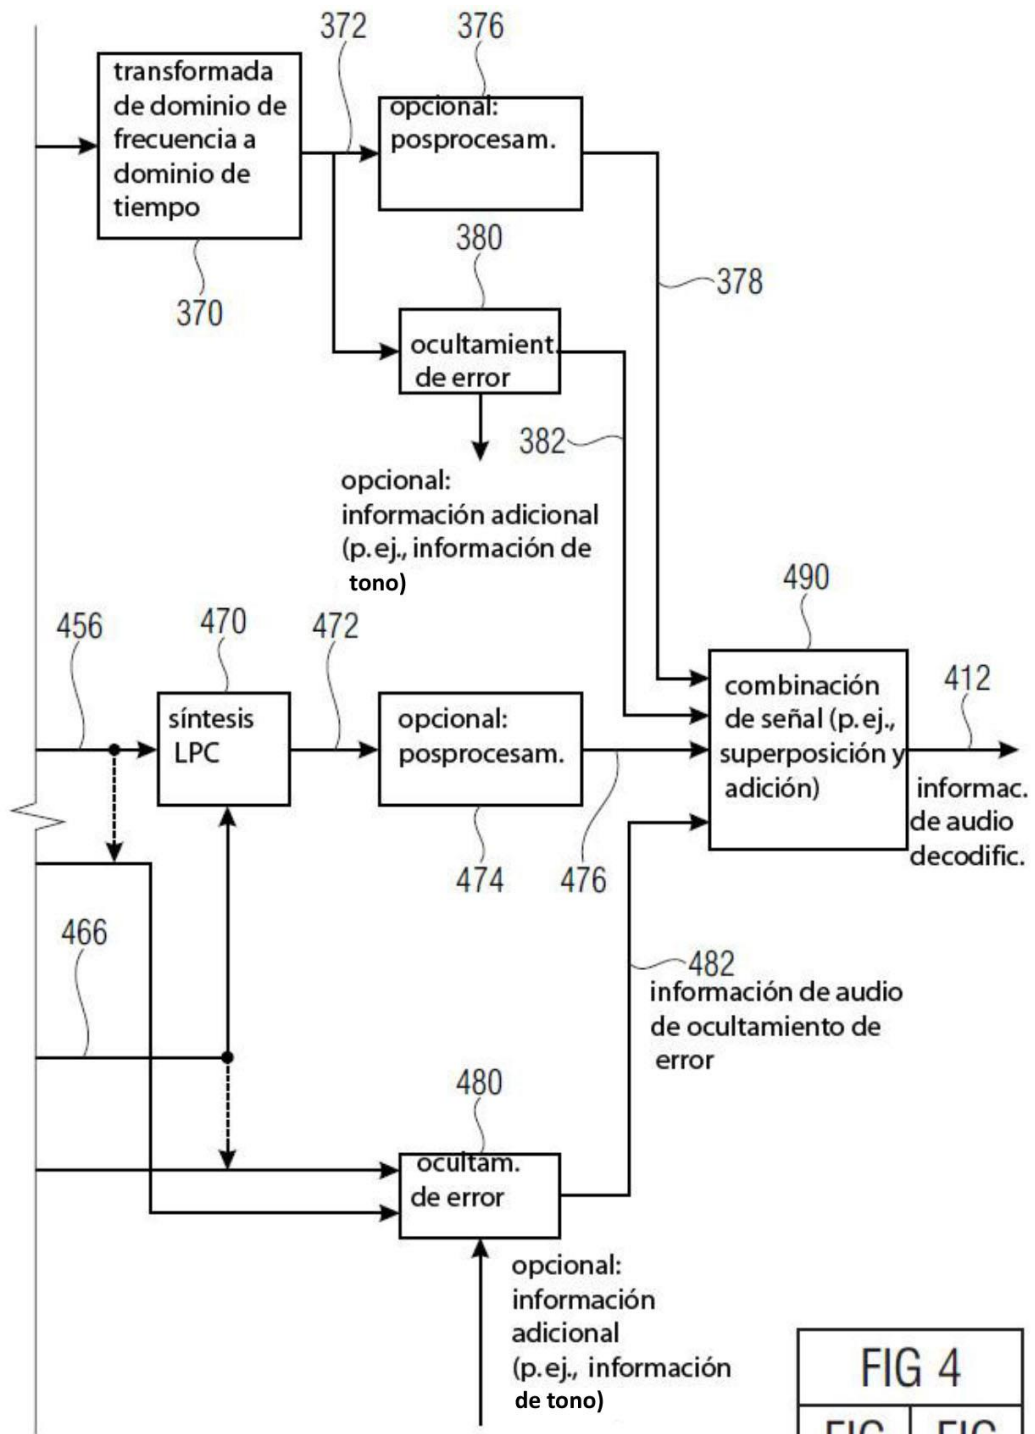 372
376
transformada
de dominio de
frecuencia a
dominio de
tiempo
opcional:
posprocesam.
370
380
378
ocultamient.
de error
382
opcional:
información adicional
(p. ej., información de
tono)
490
456
470
472
412
síntesis
LPC
opcional:
posprocesam.
combinación
de señal (p. ej.,
superposición y
adición)
informac.
de audio
decodific.
474
476
466
482
información de audio
de ocultamiento de
error
480
ocultam.
de error
opcional:
información
adicional
(p. ej., información
de tono)
FIG 4
FIG
FIG